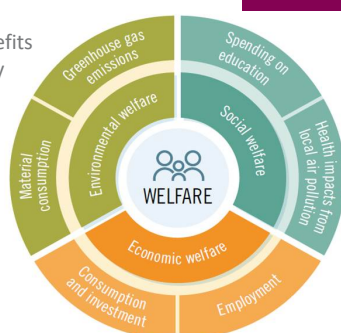 efits
Greenhouse gas
emissions
Spending on
education
Environmental welfare
Social welfare
Material
consumption
Health impacts from
local air pollution
WELFARE
Economic welfare
Consumption
and investment
Employment